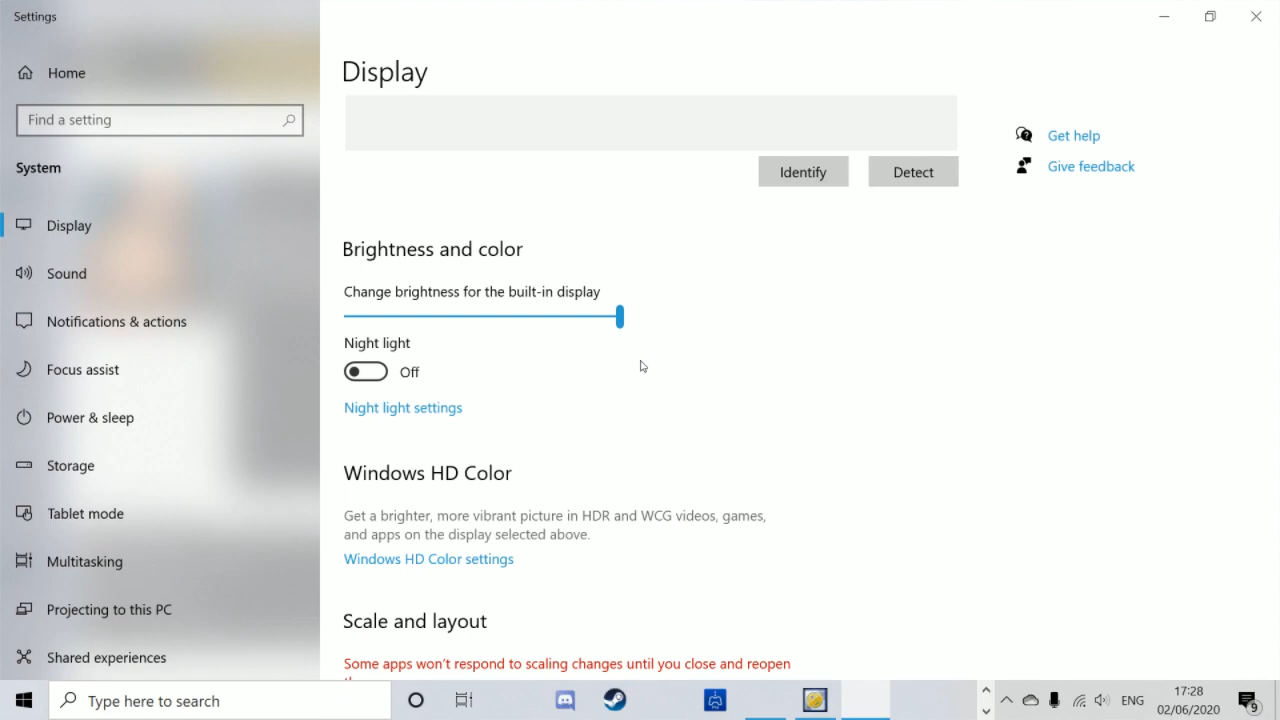 Settings
Home
Find a setting
System
Display
Sound
Notifications & actions
Focus assist
Power & sleep
Storage
Tablet mode
Multitasking
Projecting to this PC
Shared experiences
Display
Identify
Detect
Get help
Give feedback
Brightness and color
Change brightness for the built-in display
Night light
Off
Night light settings
Windows HD Color
Get a brighter, more vibrant picture in HDR and WCG videos, games,
and apps on the display selected above.
Windows HD Color settings
Scale and layout
Some apps won't respond to scaling changes until you close and reopen
Type here to search
ENG
17:28
02/06/2020
9